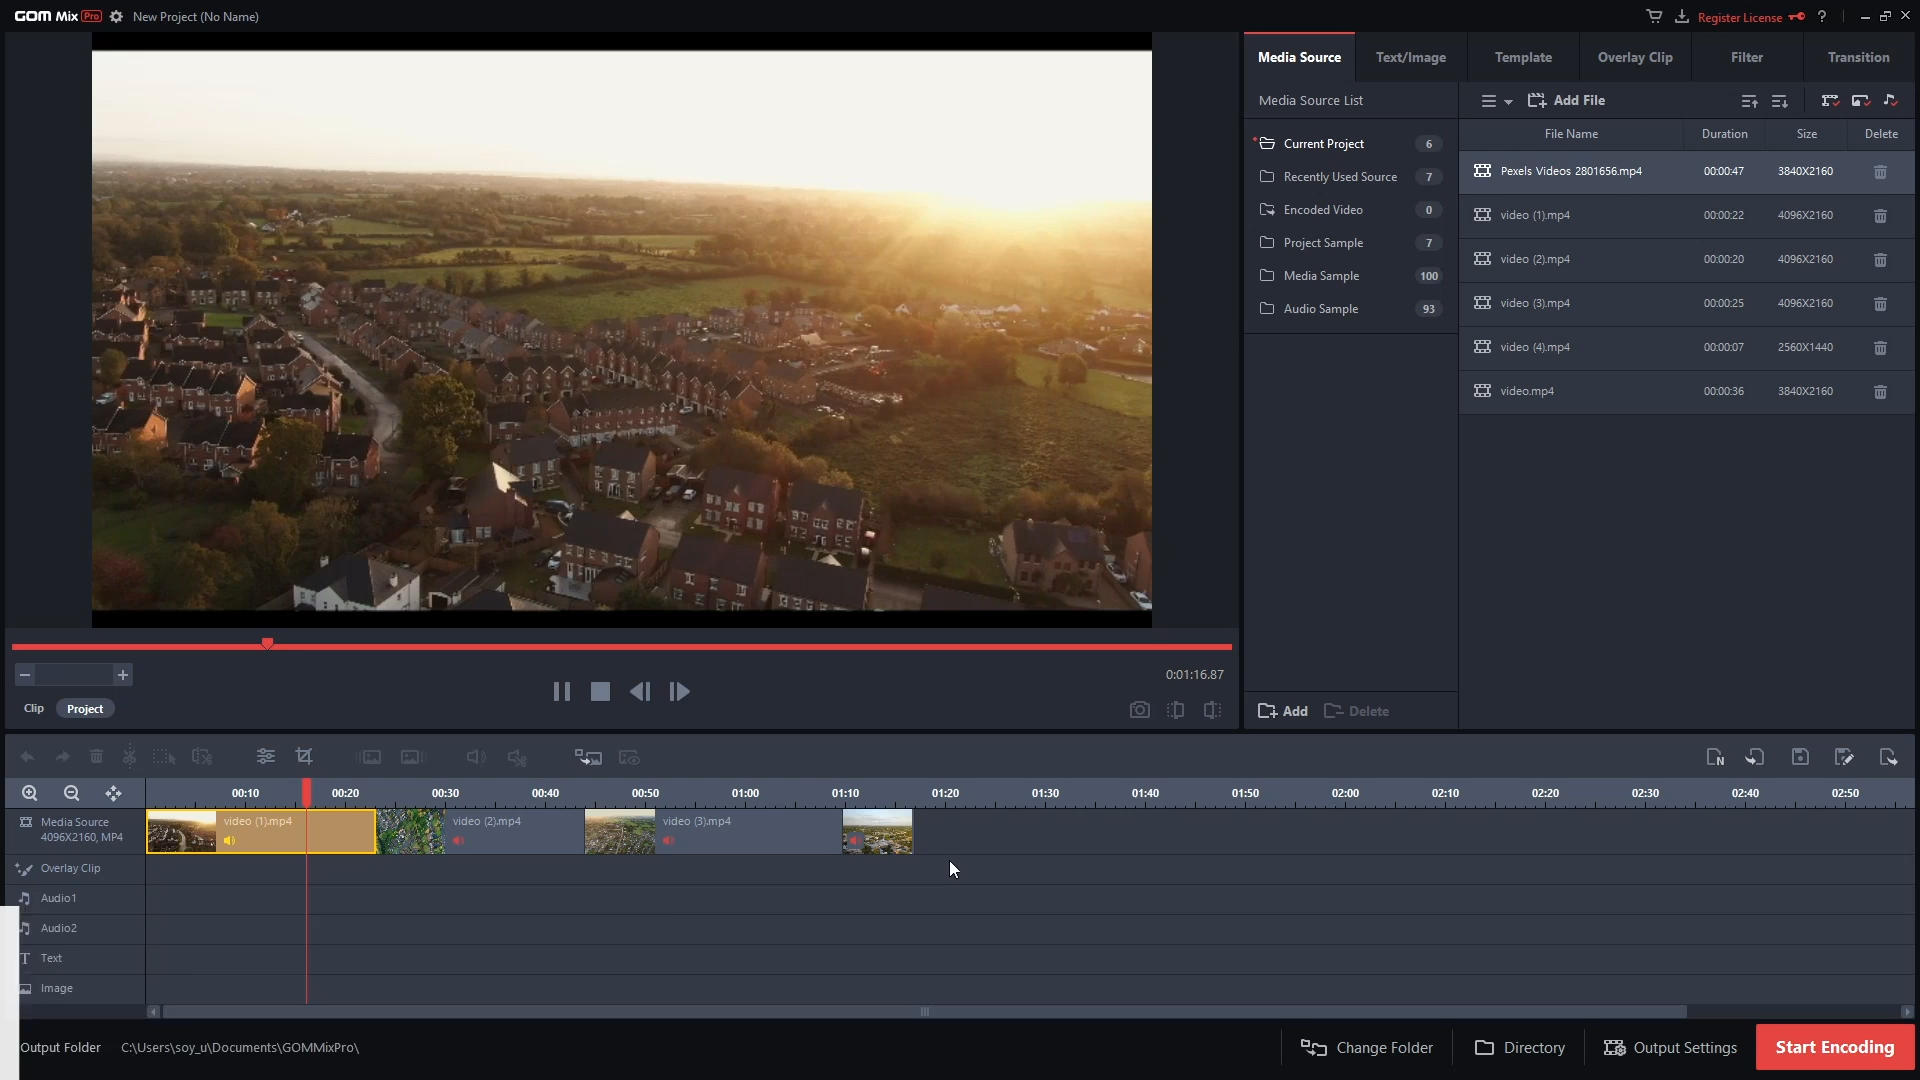 GOM Mix Pro New Project (No Name) Register License ?
Media Source Text/Image Template Overlay Clip Filter Transition
Media Source List Add File
File Name Duration Size Delete
Current Project 6
Recently Used Source 7
Encoded Video 0
Project Sample 7
Media Sample 100
Audio Sample 93
Pexels Videos 2801656.mp4 00:00:47 3840X2160
video (1).mp4 00:00:22 4096X2160
video (2).mp4 00:00:20 4096X2160
video (3).mp4 00:00:25 4096X2160
video (4).mp4 00:00:07 2560X1440
video.mp4 00:00:36 3840X2160
0:01:16.87
Clip Project
Add Delete
N
00:10 00:20 00:30 00:40 00:50 01:00 01:10 01:20 01:30 01:40 01:50 02:00 02:10 02:20 02:30 02:40 02:50
Media Source
4096X2160, MP4
video (1).mp4 video (2).mp4 video (3).mp4
Overlay Clip
Audio1
Audio2
T Text
Image
Output Folder C:\Users\soy_u\Documents\GOMMixPro\
Change Folder Directory Output Settings Start Encoding